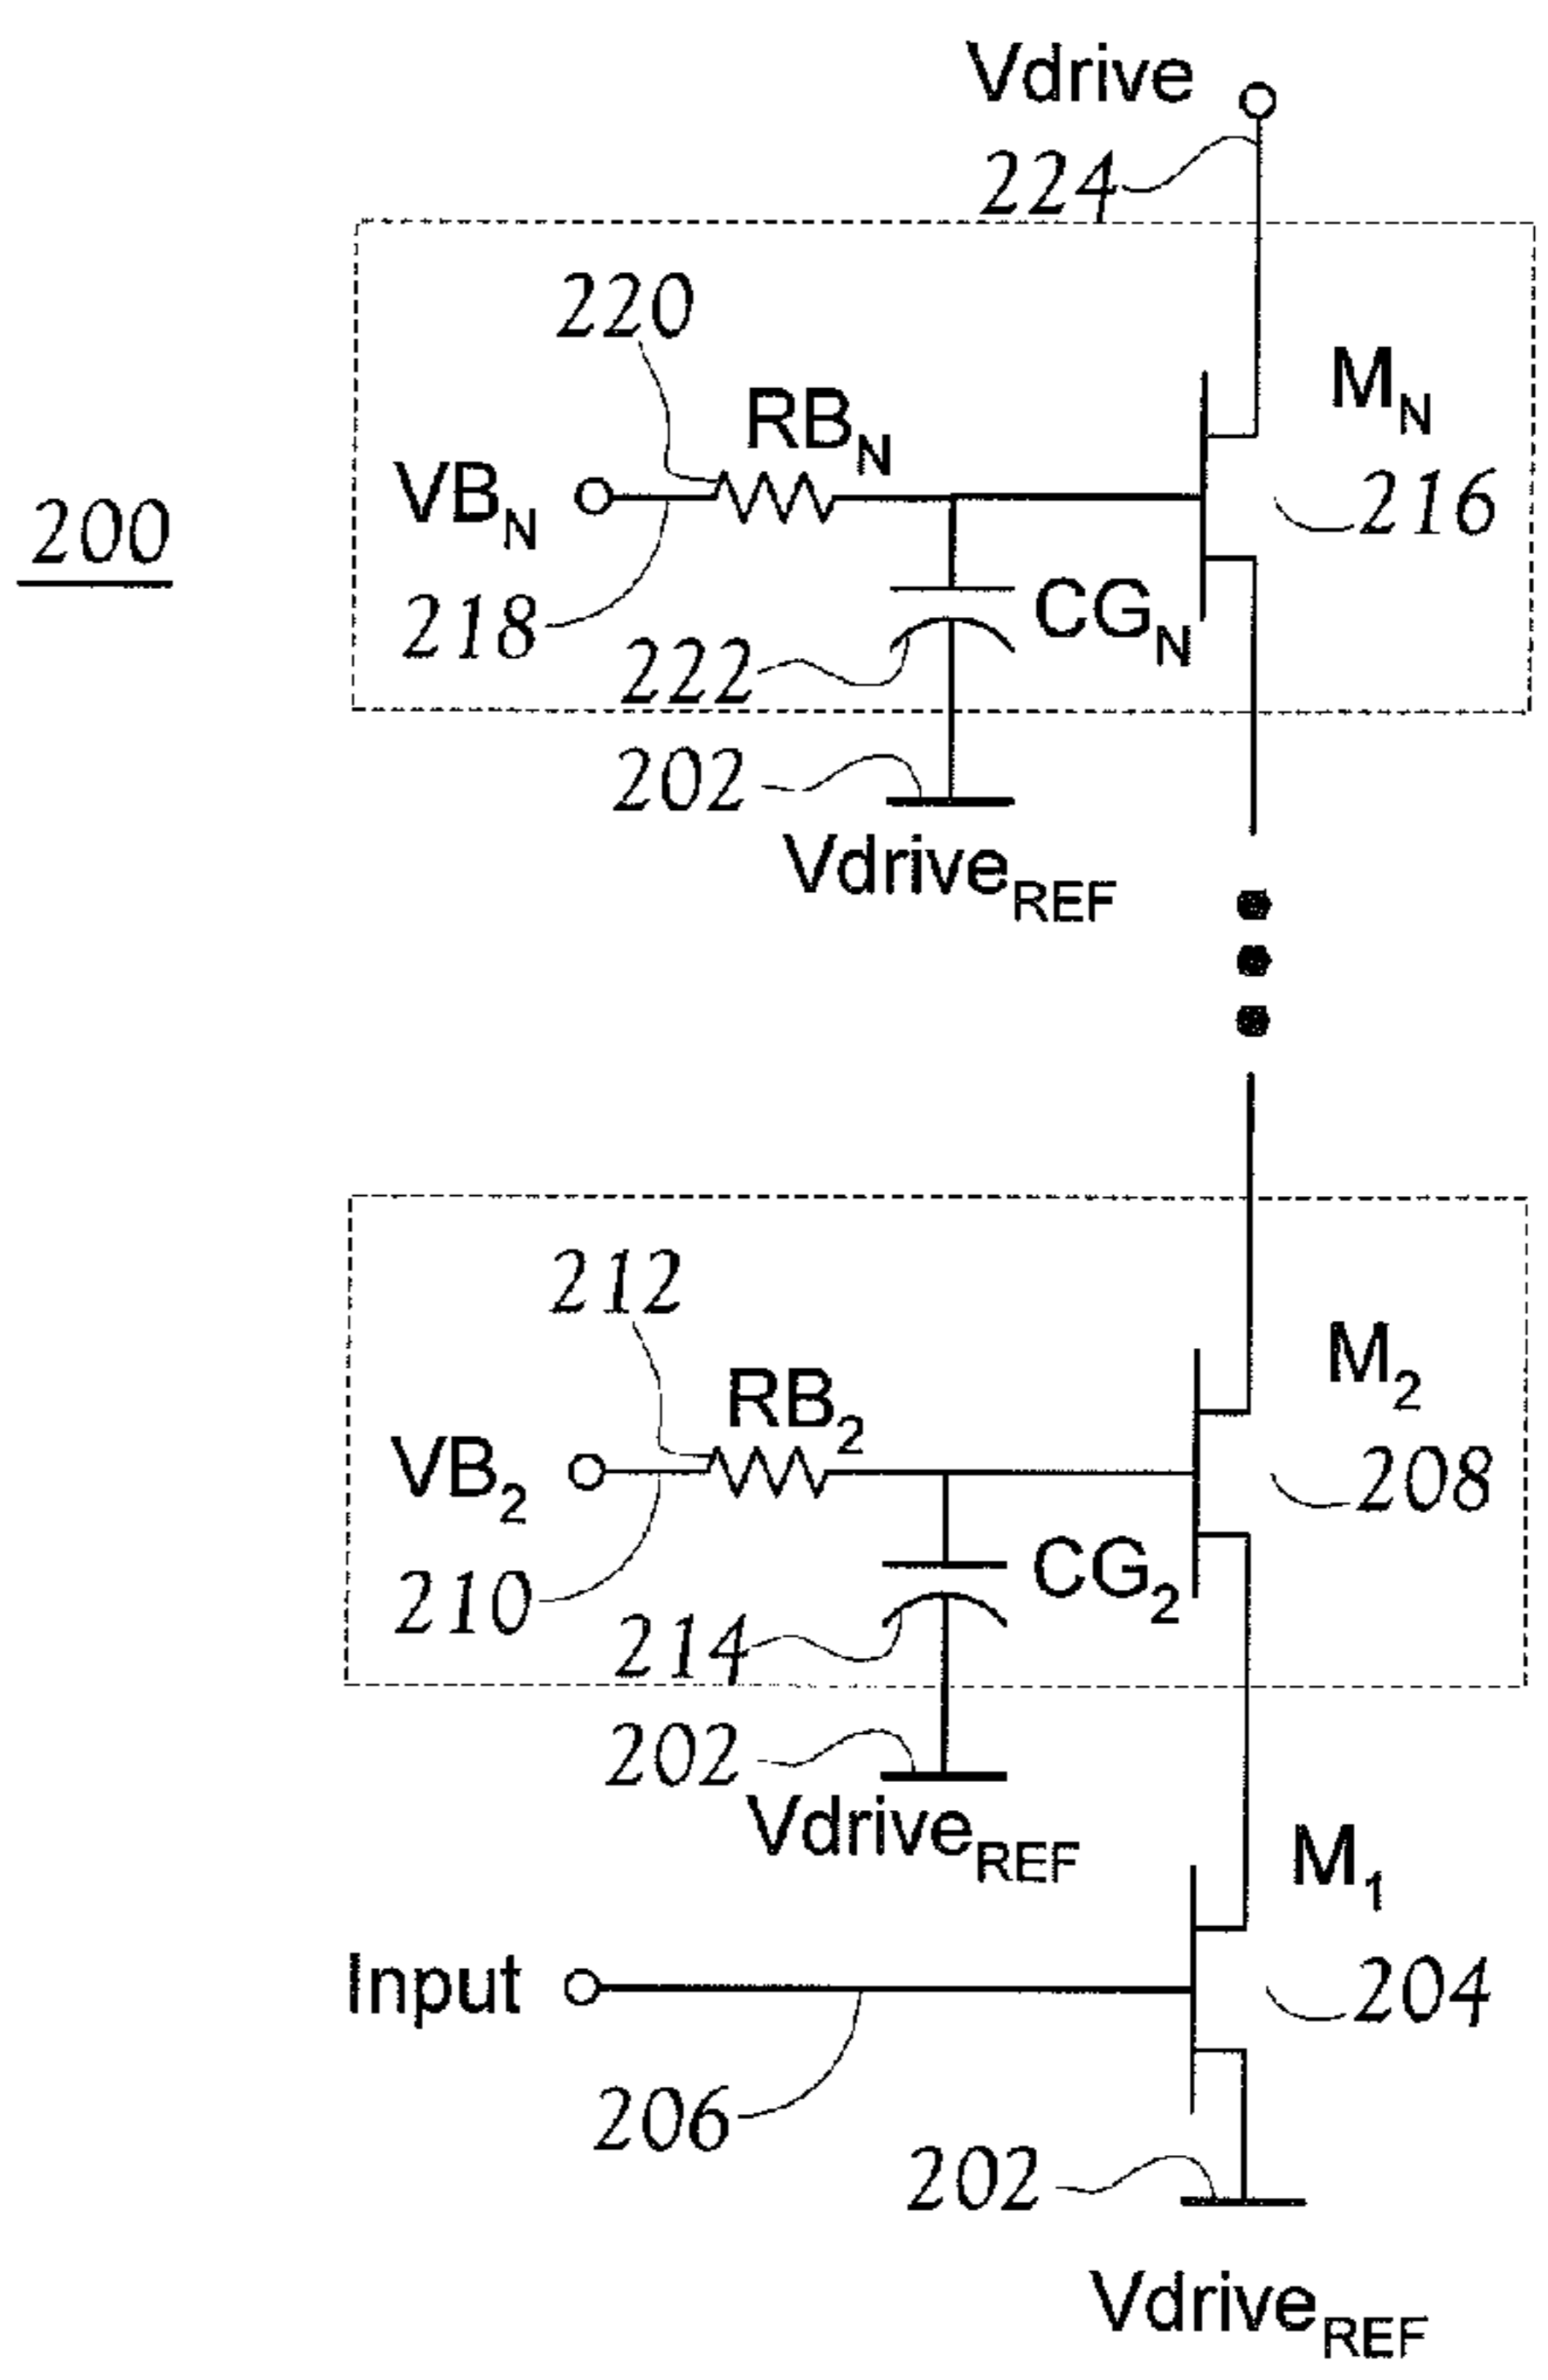 Vdrive
224
220
RB_N
M_N
VB_N
216
200
218
CG_N
222
202
Vdrive_REF
212
RB_2
M_2
VB_2
208
210
CG_2
214
202
Vdrive_REF
M_1
Input
204
206
202
Vdrive_REF